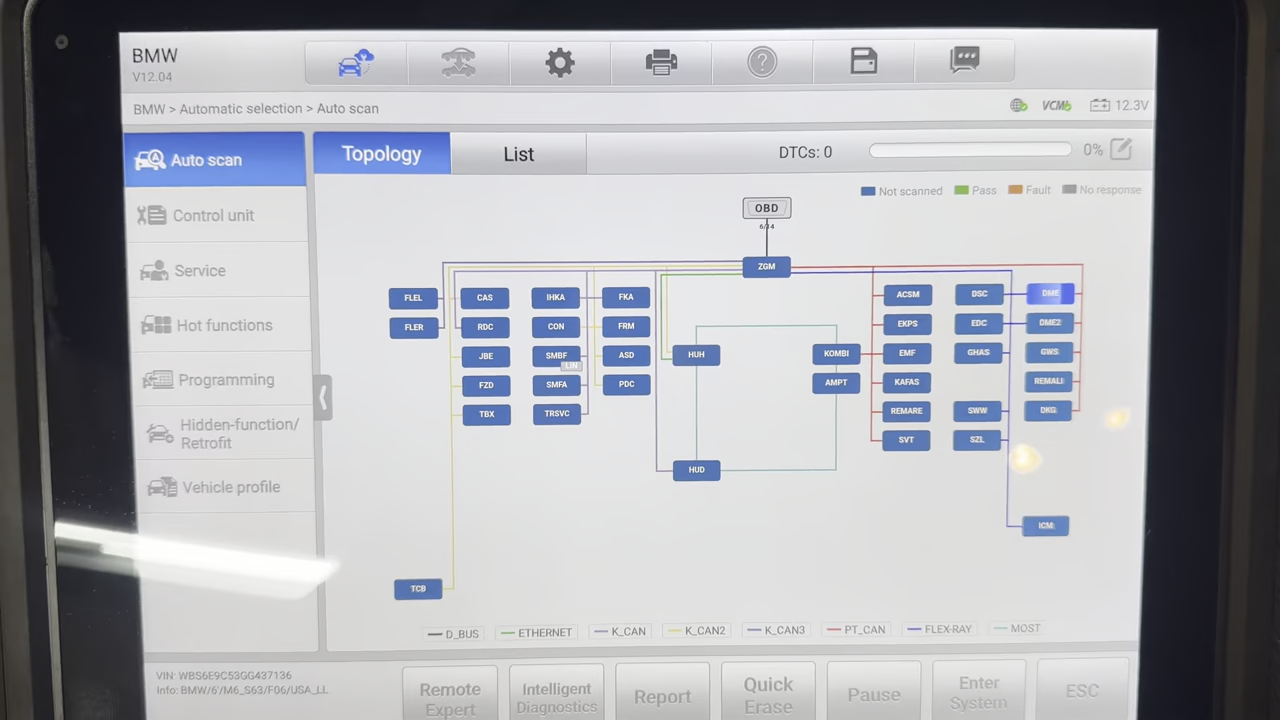 BMW
V12.04
BMW > Automatic selection > Auto scan
VCMI
12.3V
Auto scan
Topology
List
DTCs: 0
0%
Control unit
Service
Hot functions
Programming
Hidden-function/
Retrofit
Vehicle profile
Not scanned
Pass
Fault
No response
OBD
6/14
ZGM
FLEL
CAS
IHKA
FKA
ACSM
DSC
DME
FLER
RDC
CON
FRM
EKPS
EDC
DME2
JBE
SMBF
LIN
ASD
HUH
KOMBI
EMF
GHAS
GWS
FZD
SMFA
PDC
AMPT
KAFAS
REMALI
TBX
TRSVC
REMARE
SWW
DKG
SVT
SZL
HUD
ICM
TCB
D_BUS
ETHERNET
K_CAN
K_CAN2
K_CAN3
PT_CAN
FLEX-RAY
MOST
VIN: WBS6E9C53GG437136
Info: BMW/6'/M6_S63/F06/USA_LL
Remote
Expert
Intelligent
Diagnostics
Report
Quick
Erase
Pause
Enter
System
ESC